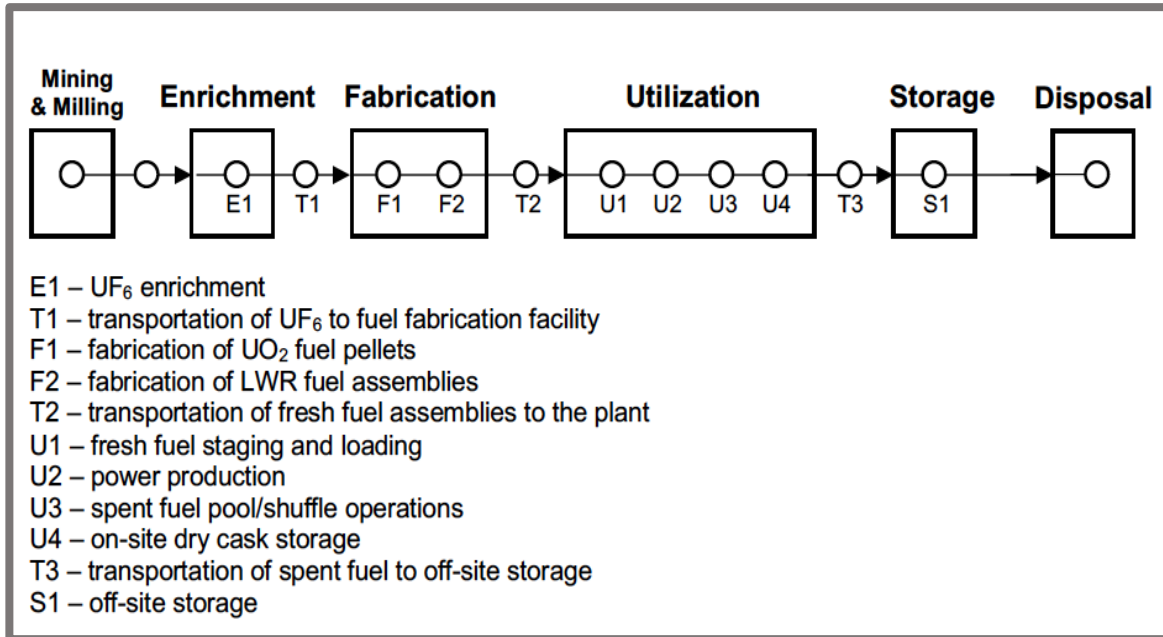 Mining
& Milling
Enrichment
Fabrication
Utilization
Storage
Disposal
E1
T1
F1
F2
T2
U1
U2
U3
U4
T3
S1
E1 – UF₆ enrichment
T1 – transportation of UF₆ to fuel fabrication facility
F1 – fabrication of UO₂ fuel pellets
F2 – fabrication of LWR fuel assemblies
T2 – transportation of fresh fuel assemblies to the plant
U1 – fresh fuel staging and loading
U2 – power production
U3 – spent fuel pool/shuffle operations
U4 – on-site dry cask storage
T3 – transportation of spent fuel to off-site storage
S1 – off-site storage